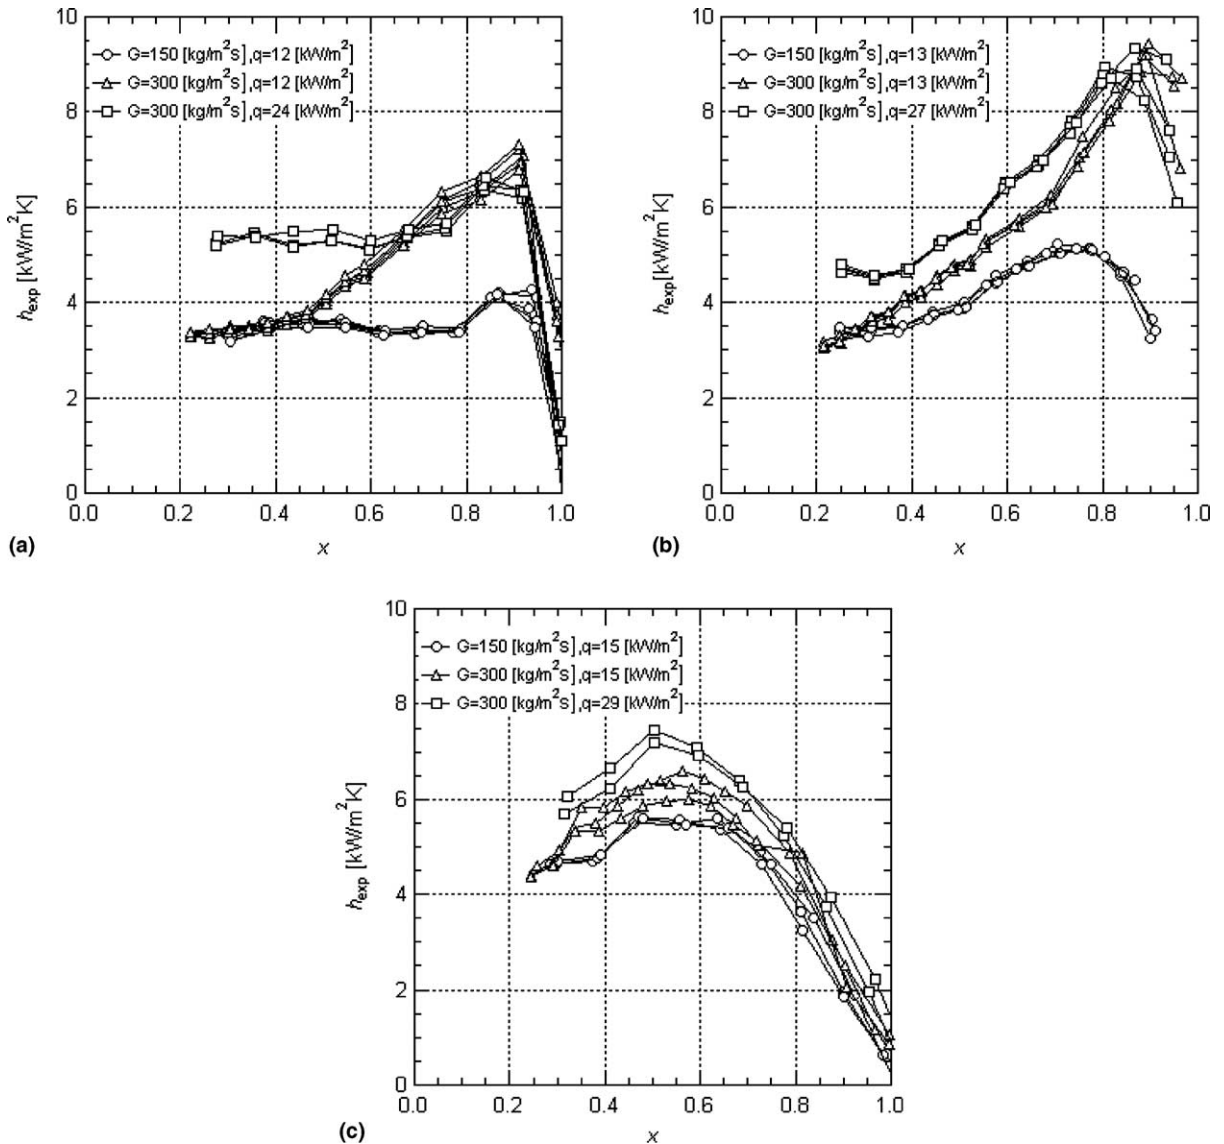 10
8
6
4
2
0
h_exp [kW/m²K]
G=150 [kg/m²s],q=12 [kW/m²]
G=300 [kg/m²s],q=12 [kW/m²]
G=300 [kg/m²s],q=24 [kW/m²]
0.0 0.2 0.4 0.6 0.8 1.0
(a) x
10
8
6
4
2
0
h_exp [kW/m²K]
G=150 [kg/m²s],q=13 [kW/m²]
G=300 [kg/m²s],q=13 [kW/m²]
G=300 [kg/m²s],q=27 [kW/m²]
0.0 0.2 0.4 0.6 0.8 1.0
(b) x
10
8
6
4
2
0
h_exp [kW/m²K]
G=150 [kg/m²s],q=15 [kW/m²]
G=300 [kg/m²s],q=15 [kW/m²]
G=300 [kg/m²s],q=29 [kW/m²]
0.0 0.2 0.4 0.6 0.8 1.0
(c) x